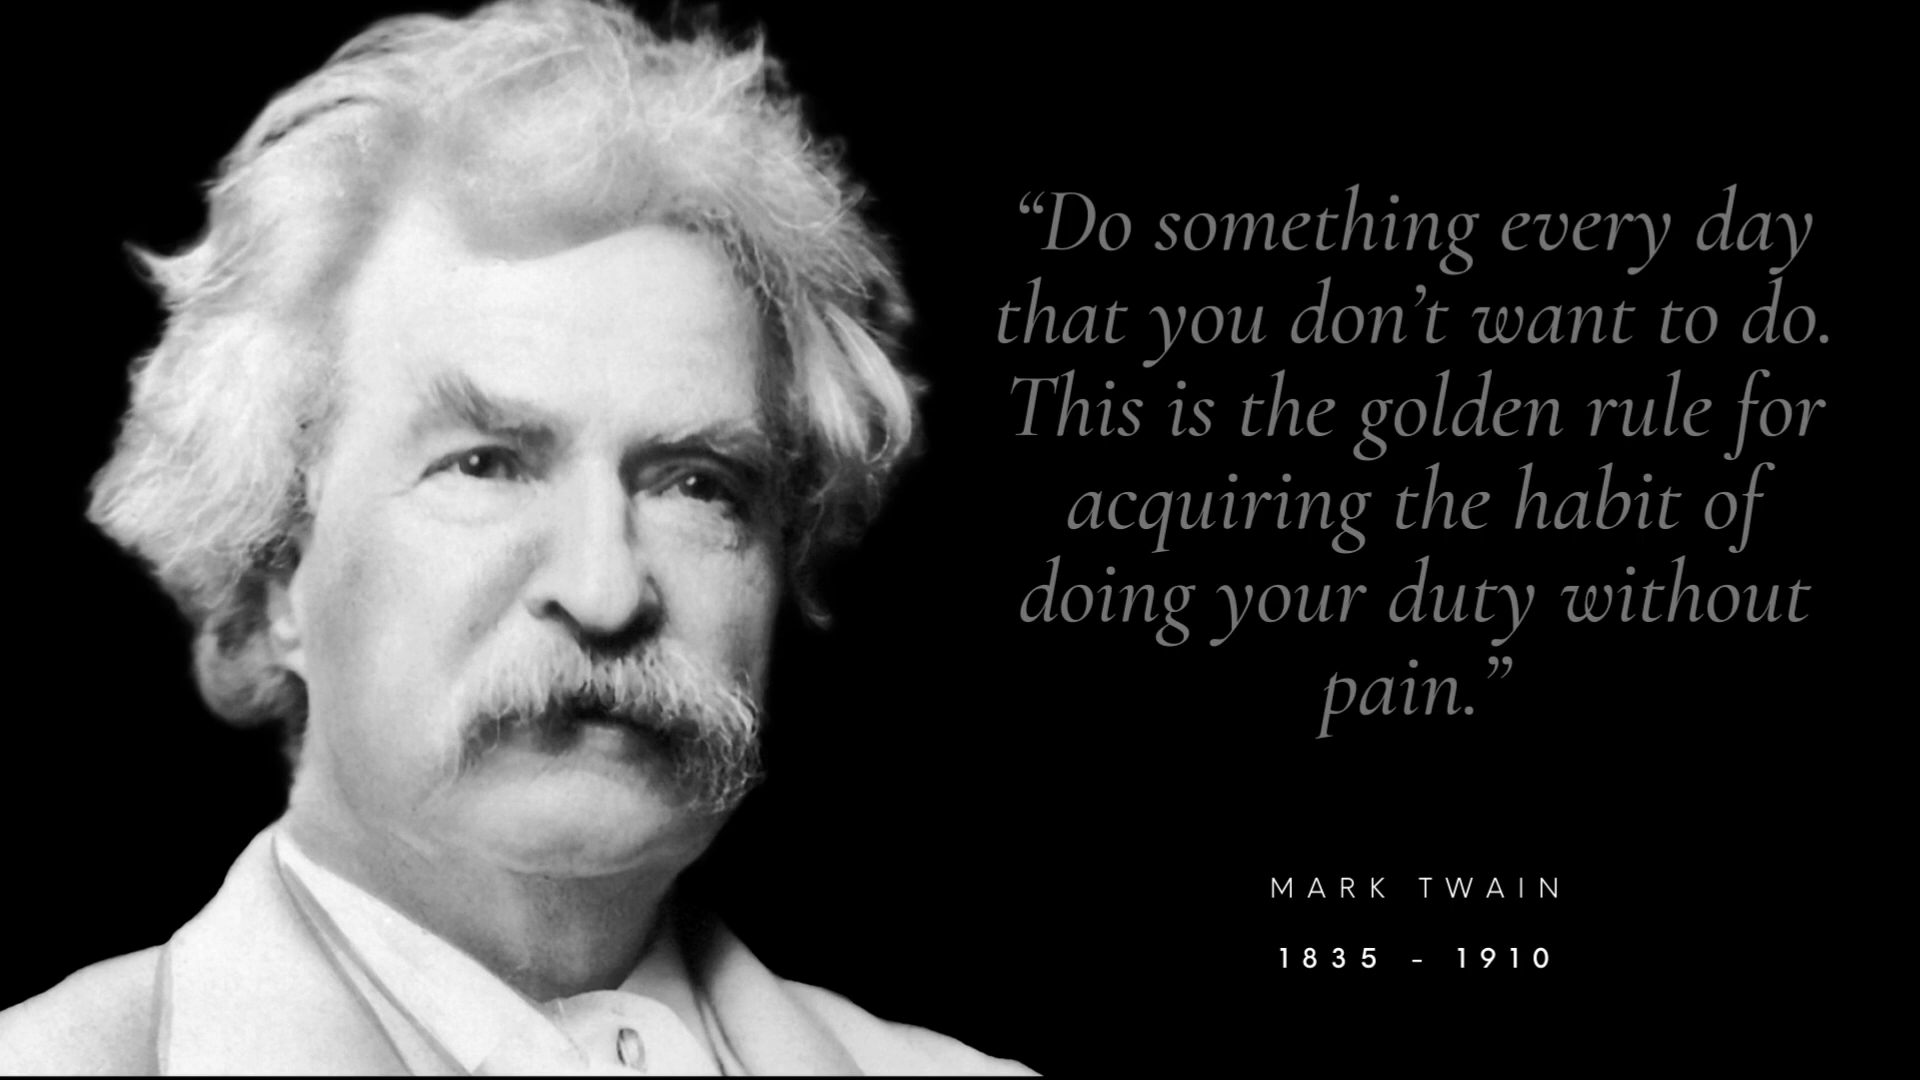 “Do something every day
that you don’t want to do.
This is the golden rule for
acquiring the habit of
doing your duty without
pain.”
MARK TWAIN
1835 - 1910